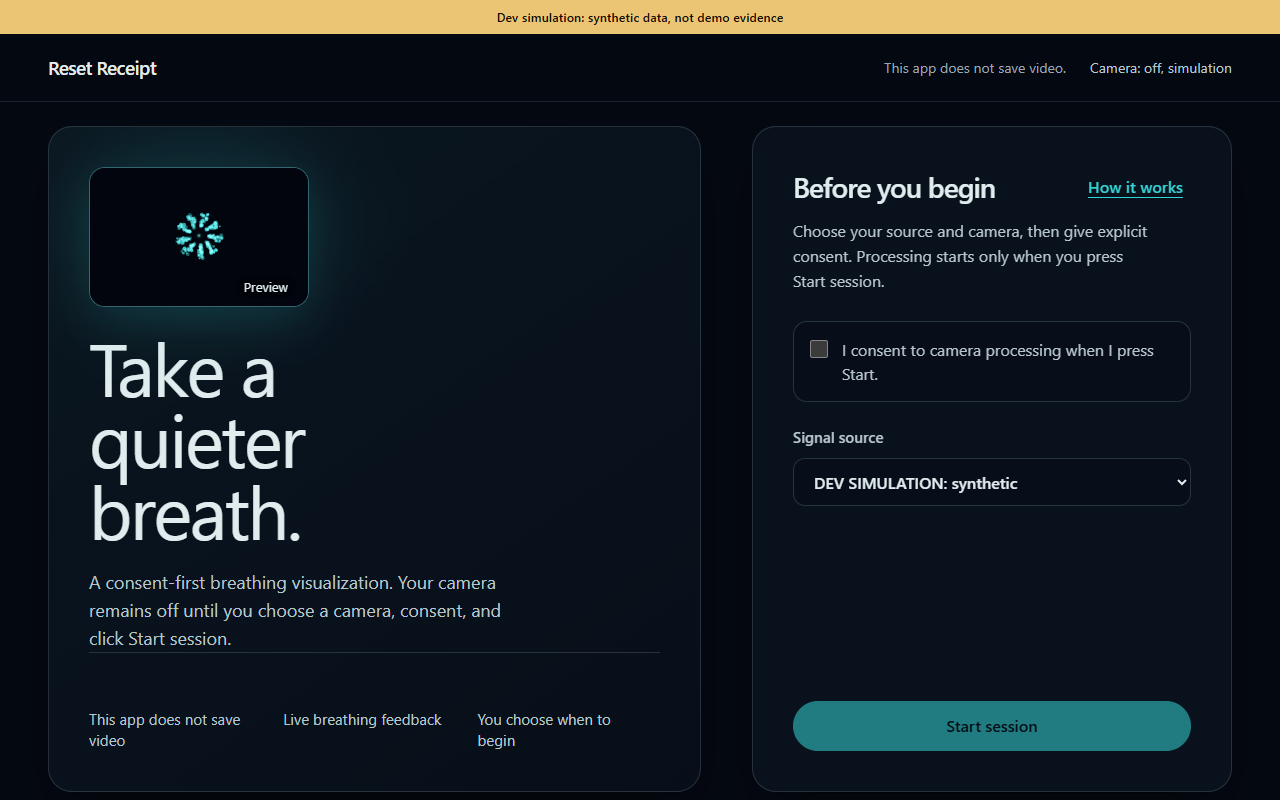 Dev simulation: synthetic data, not demo evidence
Reset Receipt
This app does not save video.
Camera: off, simulation
Preview
Take a
quieter
breath.
A consent-first breathing visualization. Your camera
remains off until you choose a camera, consent, and
click Start session.
This app does not save
video
Live breathing feedback
You choose when to
begin
Before you begin
How it works
Choose your source and camera, then give explicit
consent. Processing starts only when you press
Start session.
I consent to camera processing when I press
Start.
Signal source
DEV SIMULATION: synthetic
Start session